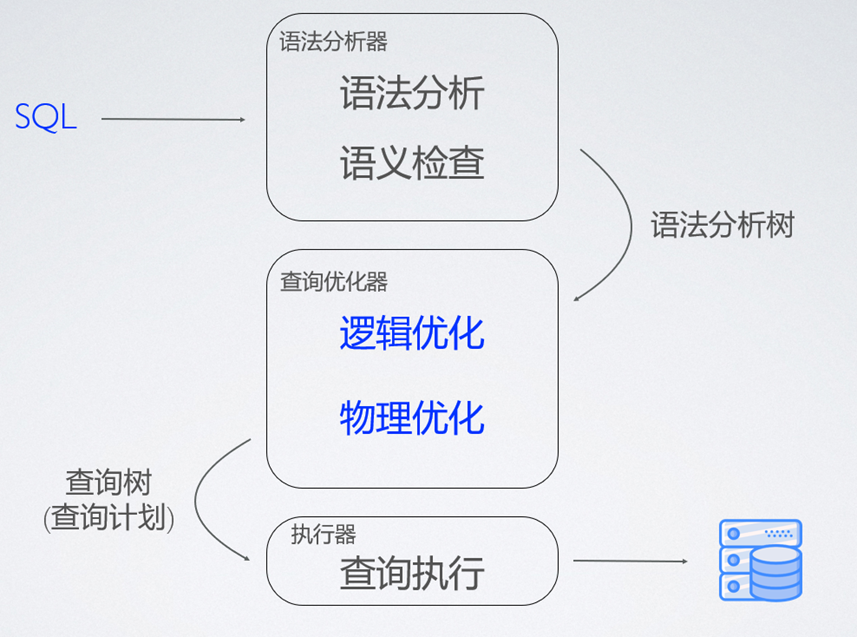 语法分析器
语法分析
SQL
语义检查
语法分析树
查询优化器
逻辑优化
物理优化
查询树
(查询计划)
执行器
查询执行